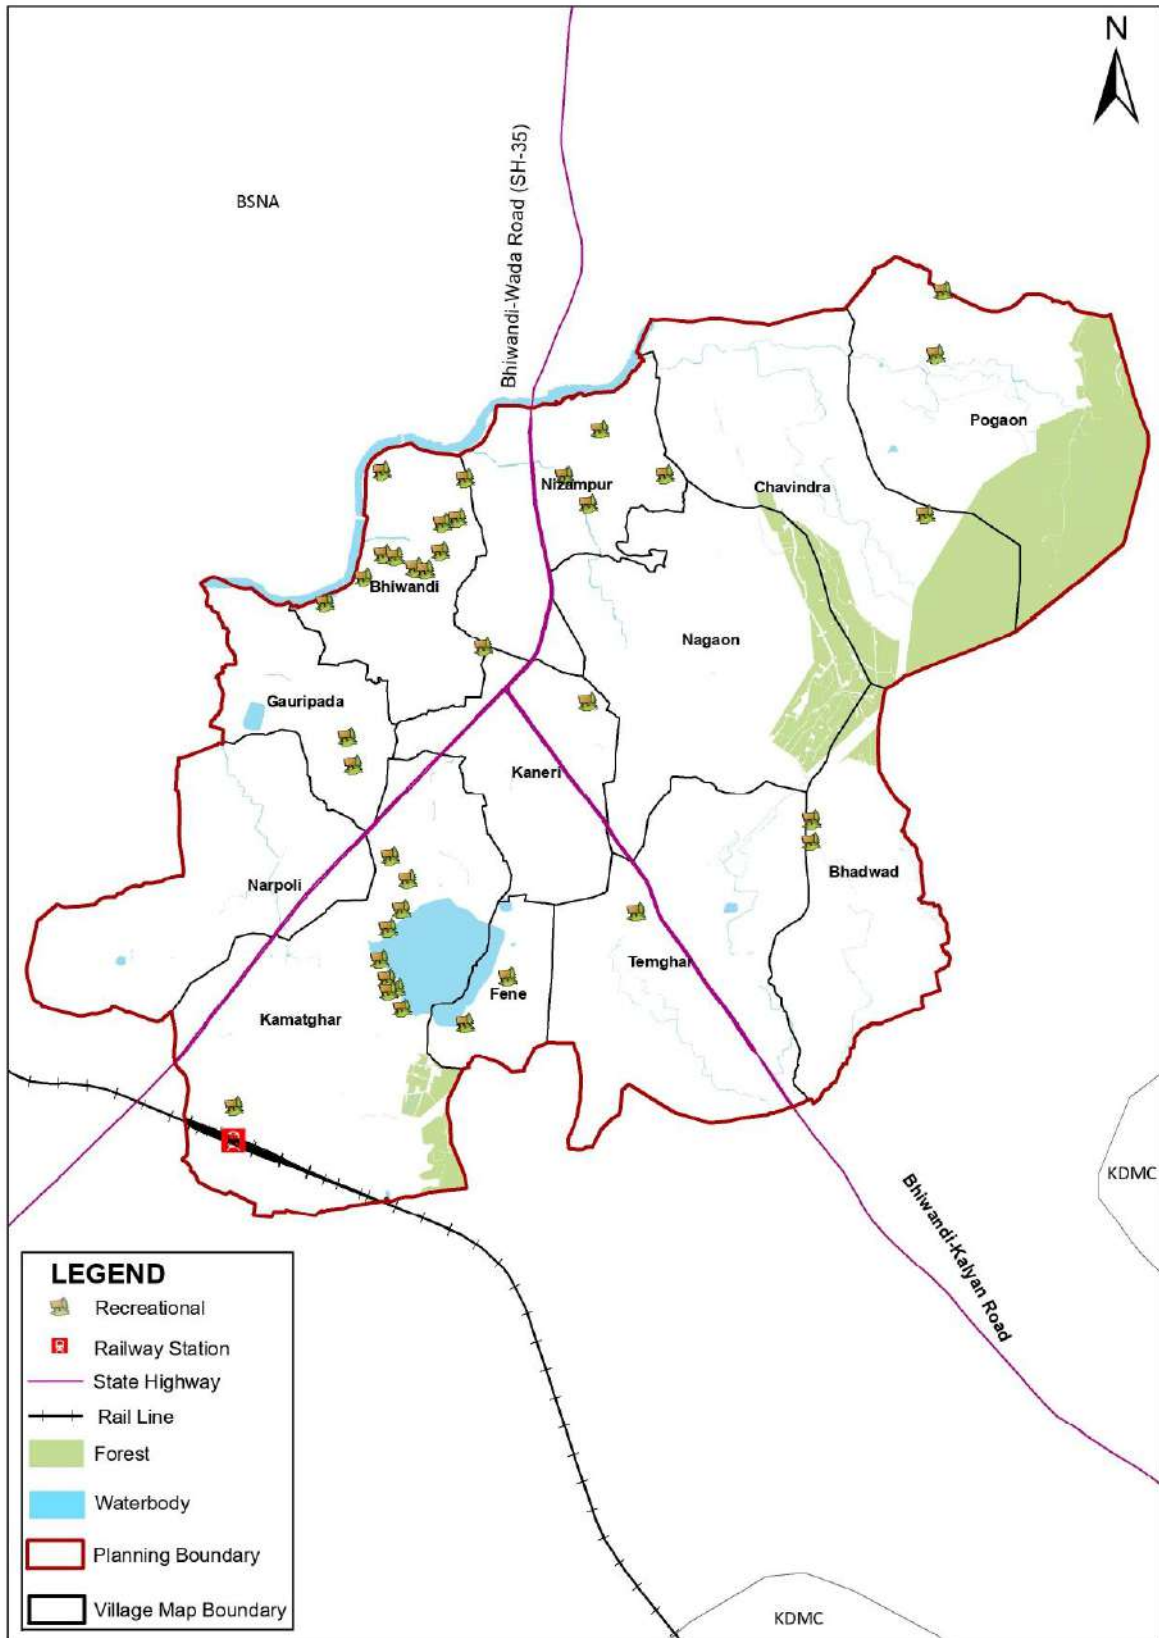 N
BSNA
Bhiwandi-Wada Road (SH-35)
Pogaon
Chavindra
Nizampur
Bhiwandi
Nagaon
Gauripada
Kaneri
Bhadwad
Narpoli
Temghar
Fene
Kamatghar
KDMC
Bhiwandi-Kalyan Road
LEGEND
Recreational
Railway Station
State Highway
Rail Line
Forest
Waterbody
Planning Boundary
Village Map Boundary
KDMC